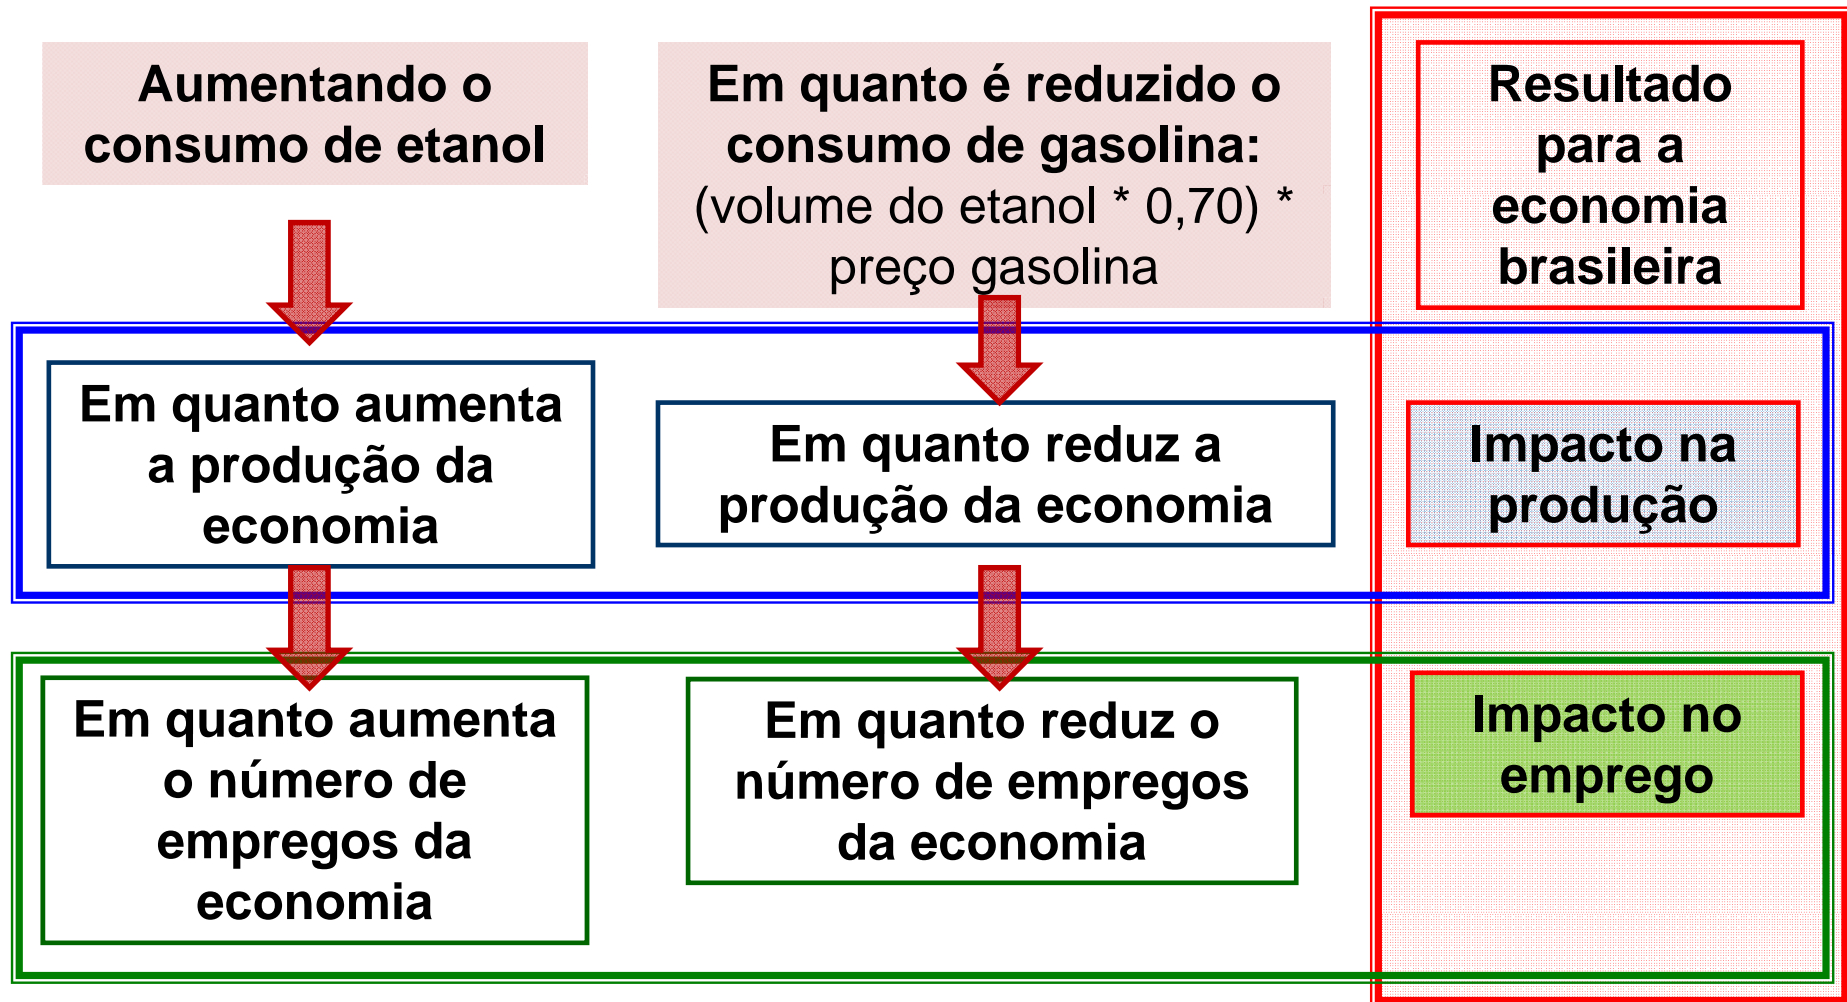 Aumentando o
consumo de etanol
Em quanto é reduzido o
consumo de gasolina:
(volume do etanol * 0,70) *
preço gasolina
Resultado
para a
economia
brasileira
Em quanto aumenta
a produção da
economia
Em quanto reduz a
produção da economia
Impacto na
produção
Em quanto aumenta
o número de
empregos da
economia
Em quanto reduz o
número de empregos
da economia
Impacto no
emprego